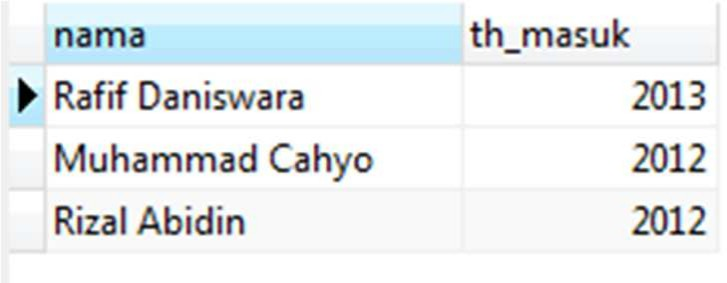 nama th_masuk
Rafif Daniswara 2013
Muhammad Cahyo 2012
Rizal Abidin 2012